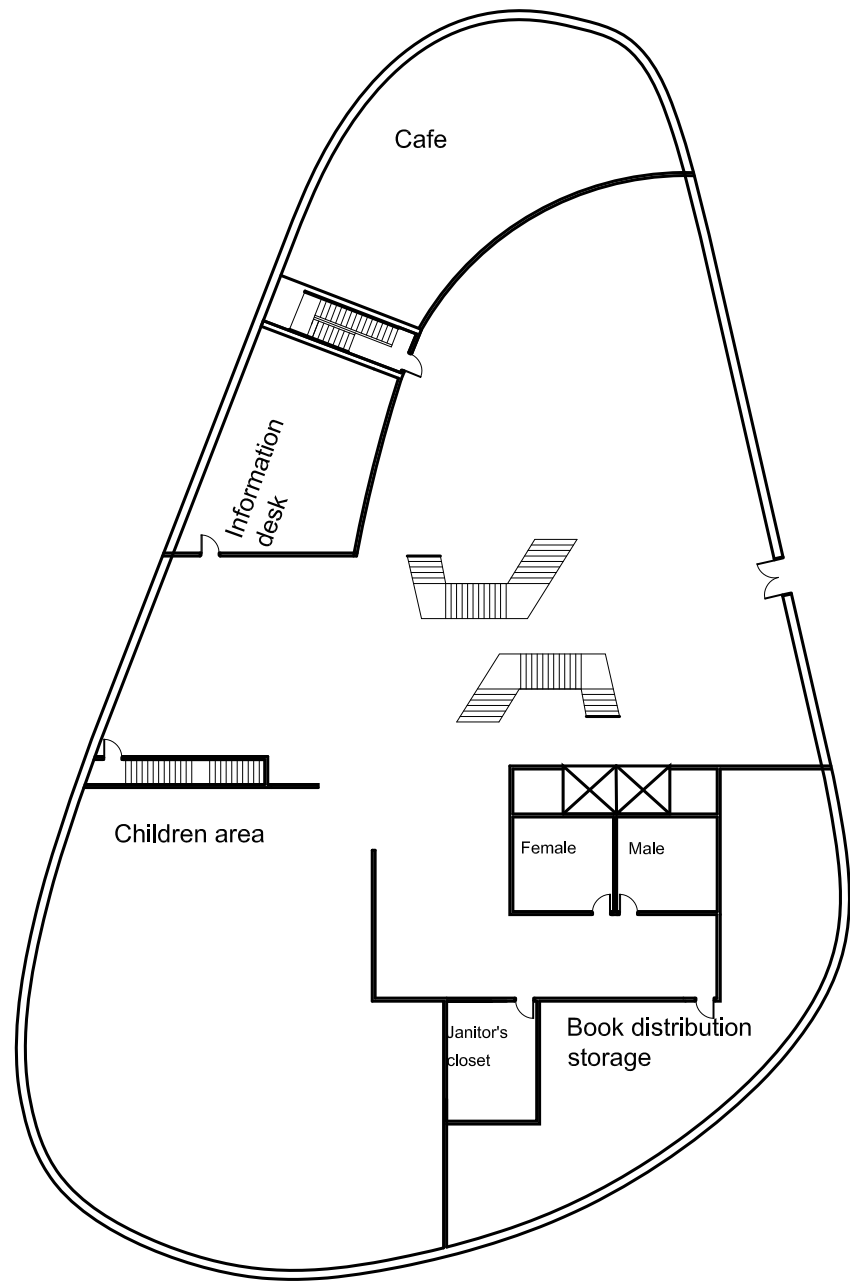 Cafe
Information
desk
Children area
Female
Male
Janitor's
closet
Book distribution
storage